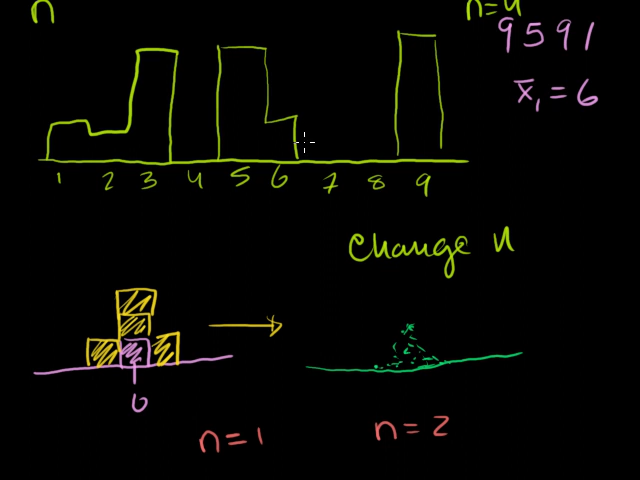 n
n=4
9 5 9 1
x̄₁ = 6
1 2 3 4 5 6 7 8 9
Change n
6
n = 1
n = 2